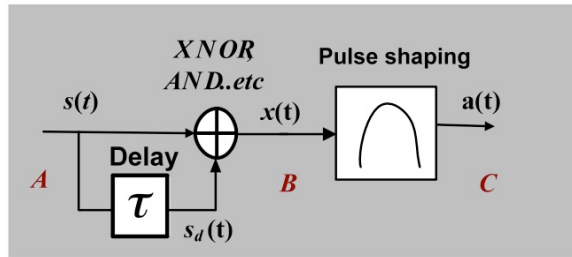 XNOR,
AND..etc
Pulse shaping
s(t)
x(t)
a(t)
Delay
A
τ
B
C
s_d(t)